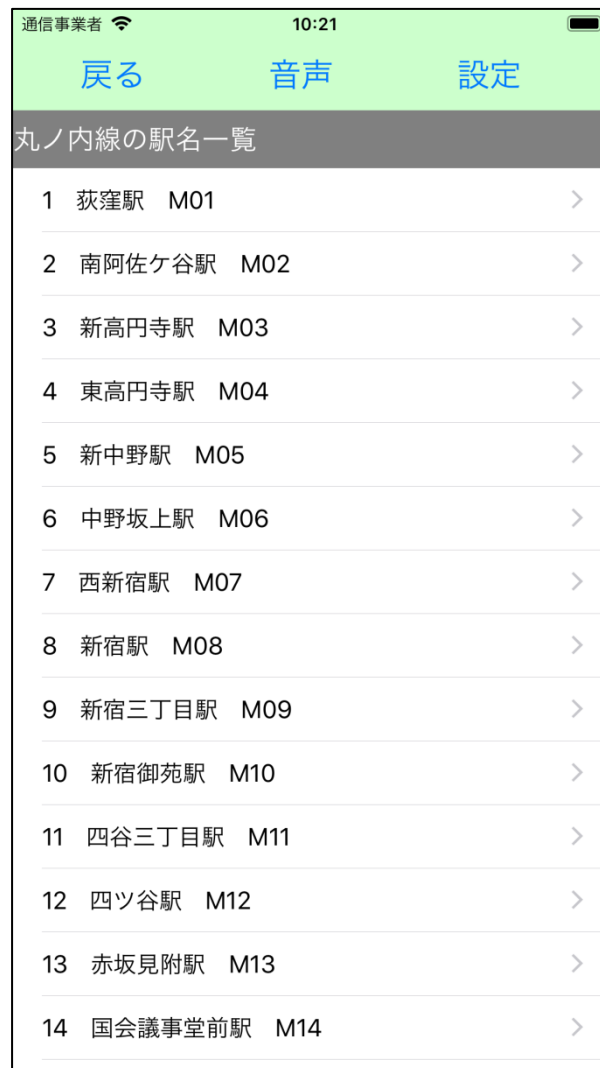 通信事業者 10:21
戻る 音声 設定
丸ノ内線の駅名一覧
1 荻窪駅 M01
2 南阿佐ケ谷駅 M02
3 新高円寺駅 M03
4 東高円寺駅 M04
5 新中野駅 M05
6 中野坂上駅 M06
7 西新宿駅 M07
8 新宿駅 M08
9 新宿三丁目駅 M09
10 新宿御苑駅 M10
11 四谷三丁目駅 M11
12 四ツ谷駅 M12
13 赤坂見附駅 M13
14 国会議事堂前駅 M14